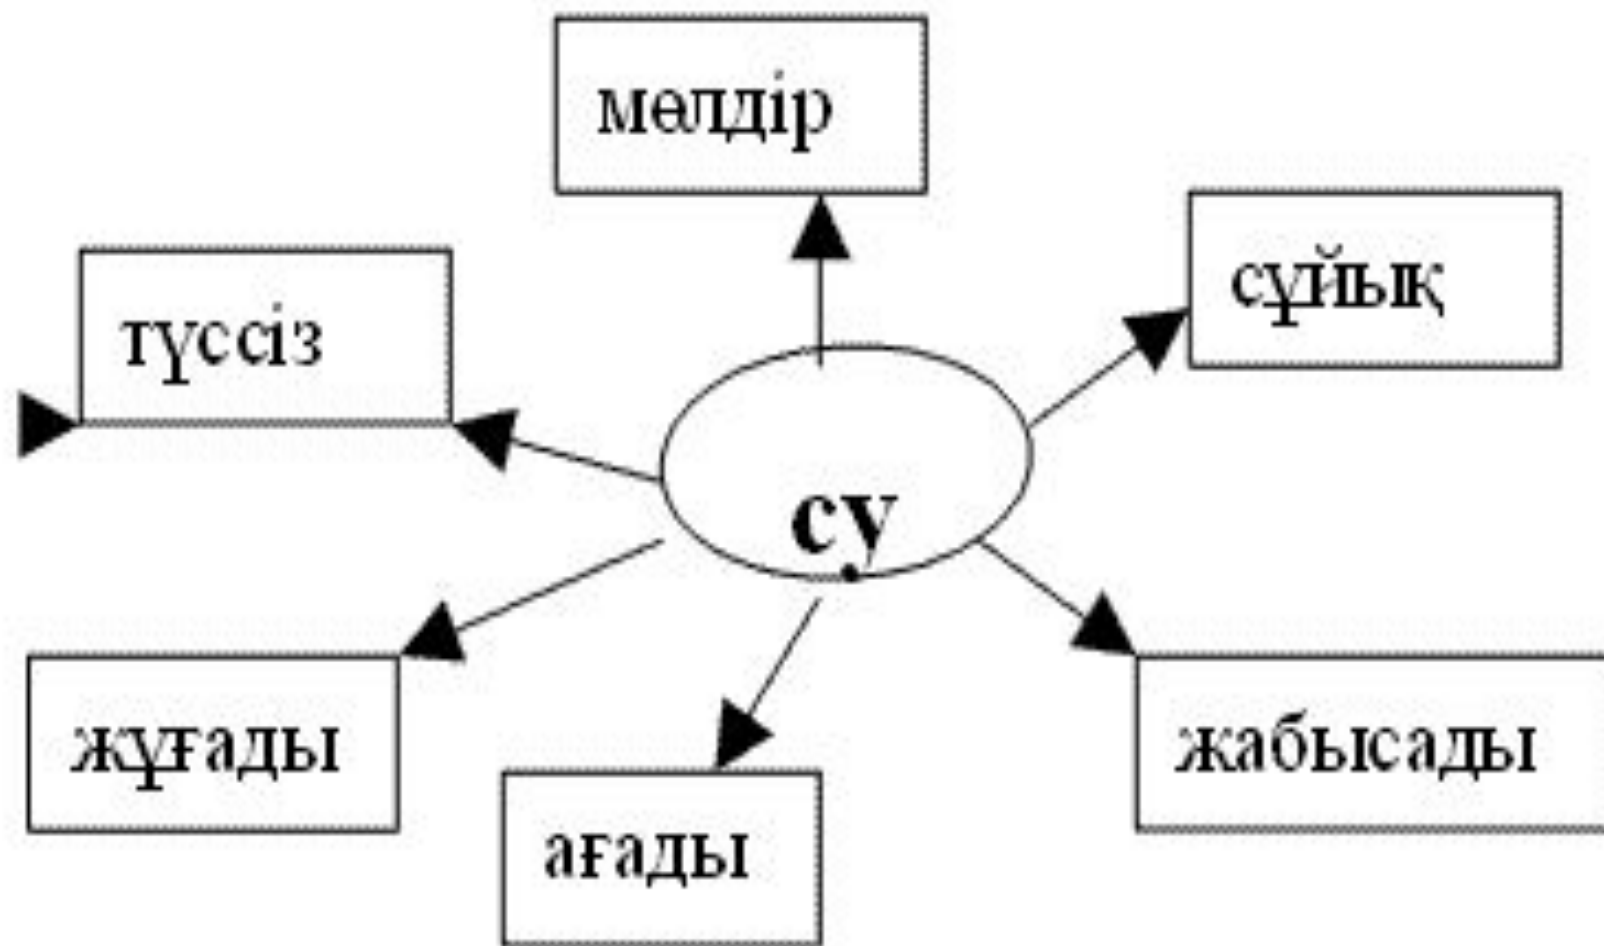 мөлдір
сұйық
түссіз
су
жұғады
жабысады
ағады